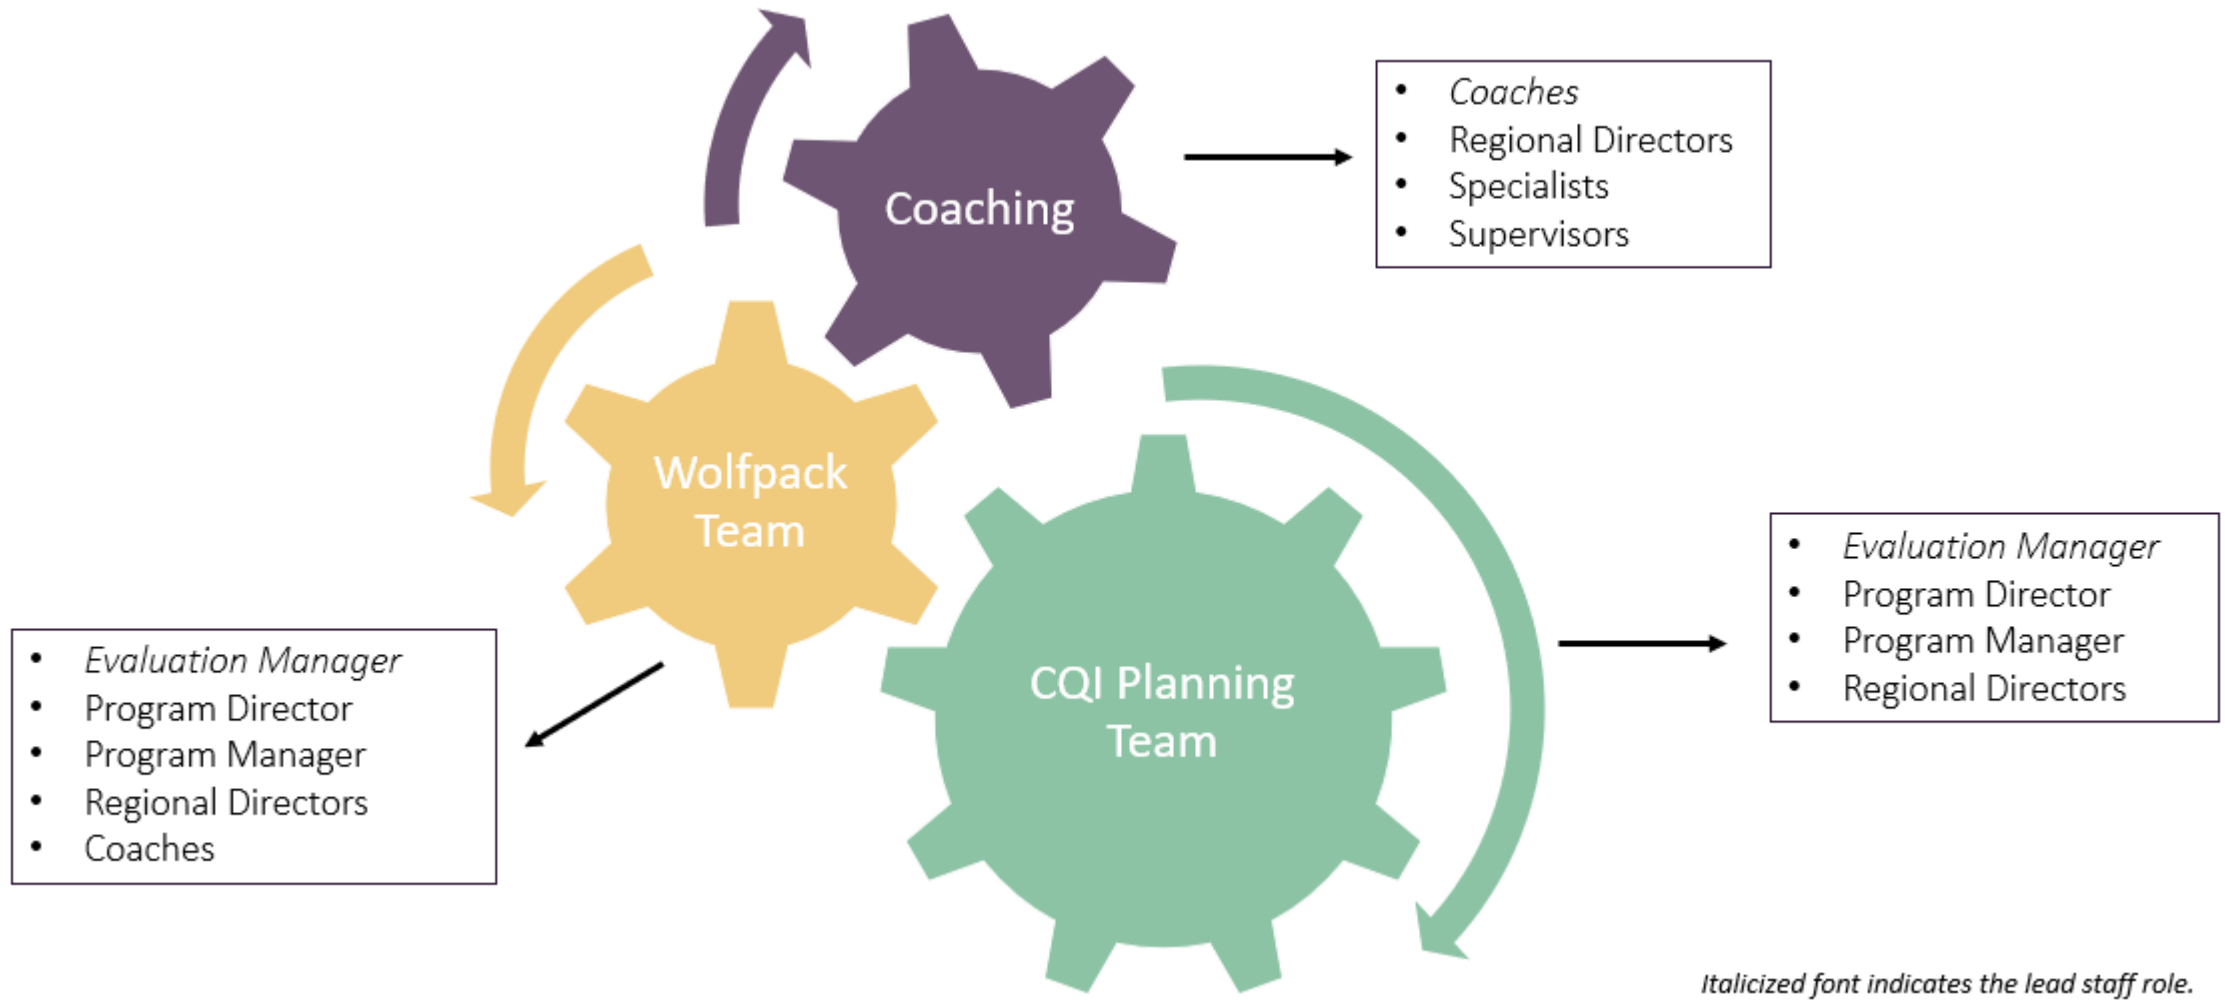 Coaching
• Coaches
• Regional Directors
• Specialists
• Supervisors
Wolfpack
Team
• Evaluation Manager
• Program Director
• Program Manager
• Regional Directors
• Coaches
CQI Planning
Team
• Evaluation Manager
• Program Director
• Program Manager
• Regional Directors
Italicized font indicates the lead staff role.